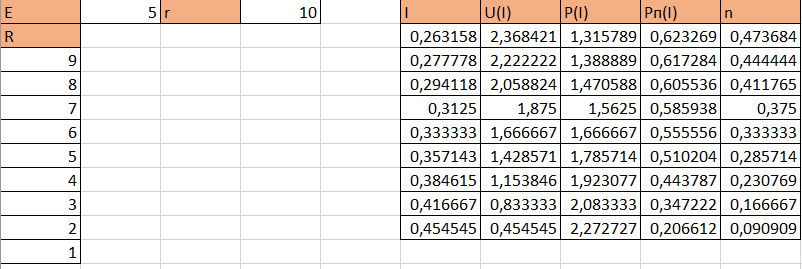 E 5 r 10 I U(I) P(I) Pп(I) n
R 0,263158 2,368421 1,315789 0,623269 0,473684
9 0,277778 2,222222 1,388889 0,617284 0,444444
8 0,294118 2,058824 1,470588 0,605536 0,411765
7 0,3125 1,875 1,5625 0,585938 0,375
6 0,333333 1,666667 1,666667 0,555556 0,333333
5 0,357143 1,428571 1,785714 0,510204 0,285714
4 0,384615 1,153846 1,923077 0,443787 0,230769
3 0,416667 0,833333 2,083333 0,347222 0,166667
2 0,454545 0,454545 2,272727 0,206612 0,090909
1